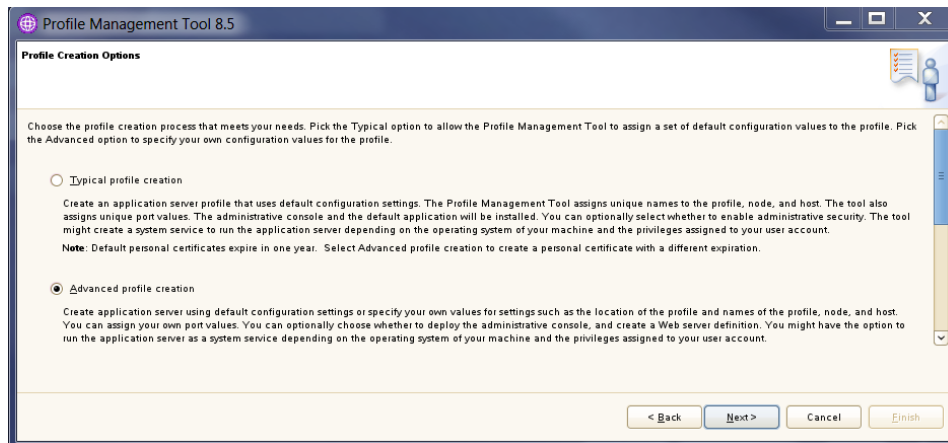 Profile Management Tool 8.5
Profile Creation Options
Choose the profile creation process that meets your needs. Pick the Typical option to allow the Profile Management Tool to assign a set of default configuration values to the profile. Pick
the Advanced option to specify your own configuration values for the profile.
Typical profile creation
Create an application server profile that uses default configuration settings. The Profile Management Tool assigns unique names to the profile, node, and host. The tool also
assigns unique port values. The administrative console and the default application will be installed. You can optionally select whether to enable administrative security. The tool
might create a system service to run the application server depending on the operating system of your machine and the privileges assigned to your user account.
Note: Default personal certificates expire in one year. Select Advanced profile creation to create a personal certificate with a different expiration.
Advanced profile creation
Create application server using default configuration settings or specify your own values for settings such as the location of the profile and names of the profile, node, and host.
You can assign your own port values. You can optionally choose whether to deploy the administrative console, and create a Web server definition. You might have the option to
run the application server as a system service depending on the operating system of your machine and the privileges assigned to your user account.
< Back Next > Cancel Finish